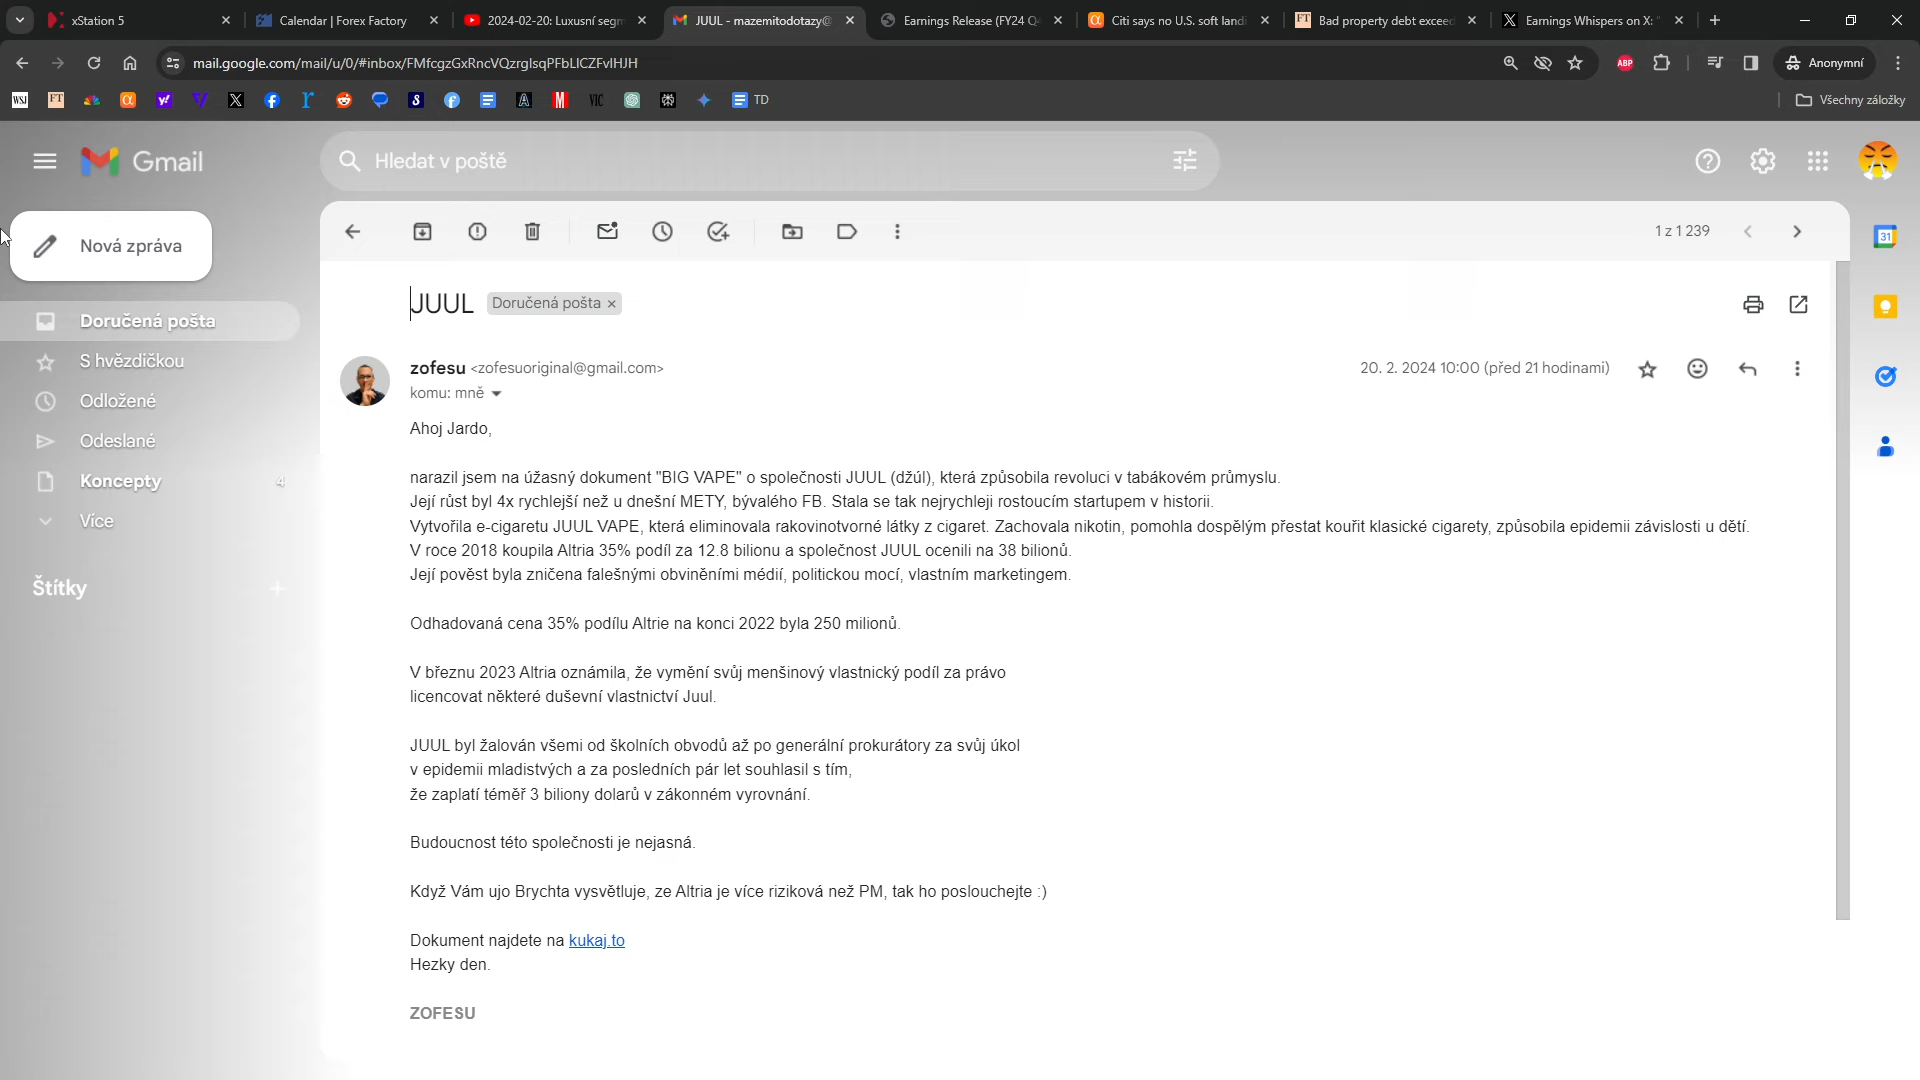 xStation 5
Calendar | Forex Factory
2024-02-20: Luxusní segm
JUUL - mazemitodotazy@
Earnings Release (FY24 Q4
Citi says no U.S. soft landi
Bad property debt exceed
Earnings Whispers on X: "
mail.google.com/mail/u/0/#inbox/FMfcgzGxRncVQzrglsqPFbLlCZFvlHJH
ABP
Anonymní
WSJ
FT
VIC
TD
Všechny záložky
Gmail
Hledat v poště
Nová zpráva
1 z 1 239
31
JUUL
Doručená pošta ×
Doručená pošta
S hvězdičkou
Odložené
Odeslané
Koncepty
4
Více
Štítky
zofesu <zofesuoriginal@gmail.com>
20. 2. 2024 10:00 (před 21 hodinami)
komu: mně
Ahoj Jardo,
narazil jsem na úžasný dokument "BIG VAPE" o společnosti JUUL (džúl), která způsobila revoluci v tabákovém průmyslu.
Její růst byl 4x rychlejší než u dnešní METY, bývalého FB. Stala se tak nejrychleji rostoucím startupem v historii.
Vytvořila e-cigaretu JUUL VAPE, která eliminovala rakovinotvorné látky z cigaret. Zachovala nikotin, pomohla dospělým přestat kouřit klasické cigarety, způsobila epidemii závislosti u dětí.
V roce 2018 koupila Altria 35% podíl za 12.8 bilionu a společnost JUUL ocenili na 38 bilionů.
Její pověst byla zničena falešnými obviněními médií, politickou mocí, vlastním marketingem.
Odhadovaná cena 35% podílu Altrie na konci 2022 byla 250 milionů.
V březnu 2023 Altria oznámila, že vymění svůj menšinový vlastnický podíl za právo
licencovat některé duševní vlastnictví Juul.
JUUL byl žalován všemi od školních obvodů až po generální prokurátory za svůj úkol
v epidemii mladistvých a za posledních pár let souhlasil s tím,
že zaplatí téměř 3 biliony dolarů v zákonném vyrovnání.
Budoucnost této společnosti je nejasná.
Když Vám ujo Brychta vysvětluje, ze Altria je více riziková než PM, tak ho poslouchejte :)
Dokument najdete na kukaj.to
Hezky den.
ZOFESU